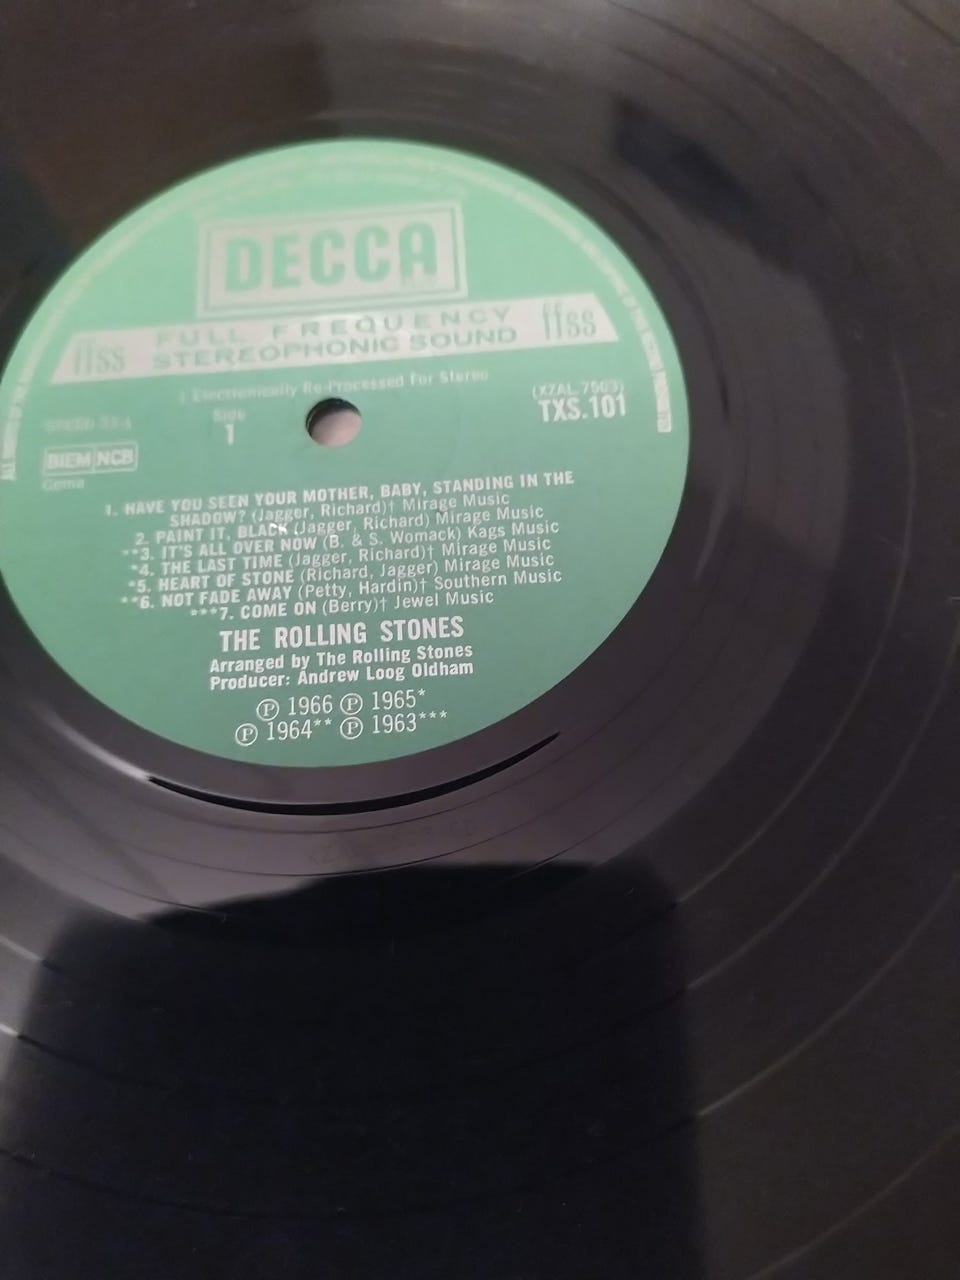 DECCA
ffss FULL FREQUENCY ffss
STEREOPHONIC SOUND
† Electronically Re-Processed For Stereo
SPEED 33⅓
BIEM NCB
Gema
Side
1
(XZAL.7503)
TXS.101
1. HAVE YOU SEEN YOUR MOTHER, BABY, STANDING IN THE
SHADOW? (Jagger, Richard)† Mirage Music
2. PAINT IT, BLACK (Jagger, Richard) Mirage Music
**3. IT'S ALL OVER NOW (B. & S. Womack) Kags Music
*4. THE LAST TIME (Jagger, Richard)† Mirage Music
*5. HEART OF STONE (Richard, Jagger) Mirage Music
**6. NOT FADE AWAY (Petty, Hardin)† Southern Music
***7. COME ON (Berry)† Jewel Music
THE ROLLING STONES
Arranged by The Rolling Stones
Producer: Andrew Loog Oldham
℗ 1966 ℗ 1965*
℗ 1964** ℗ 1963***